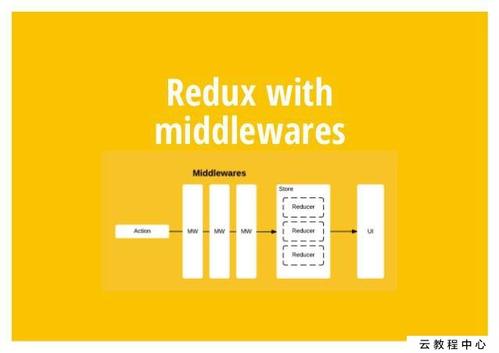 Redux with
middlewares
Middlewares
Store
Reducer
Action
MW
MW
MW
Reducer
UI
Reducer
云教程中心